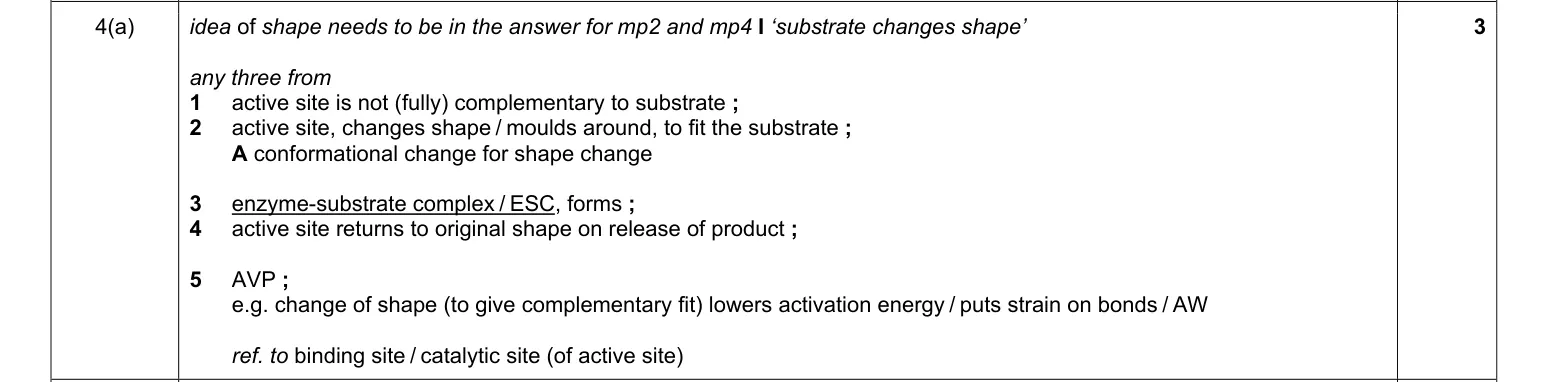 4(a) idea of shape needs to be in the answer for mp2 and mp4 I ‘substrate changes shape’ 3
any three from
1 active site is not (fully) complementary to substrate ;
2 active site, changes shape / moulds around, to fit the substrate ;
A conformational change for shape change
3 enzyme-substrate complex / ESC, forms ;
4 active site returns to original shape on release of product ;
5 AVP ;
e.g. change of shape (to give complementary fit) lowers activation energy / puts strain on bonds / AW
ref. to binding site / catalytic site (of active site)